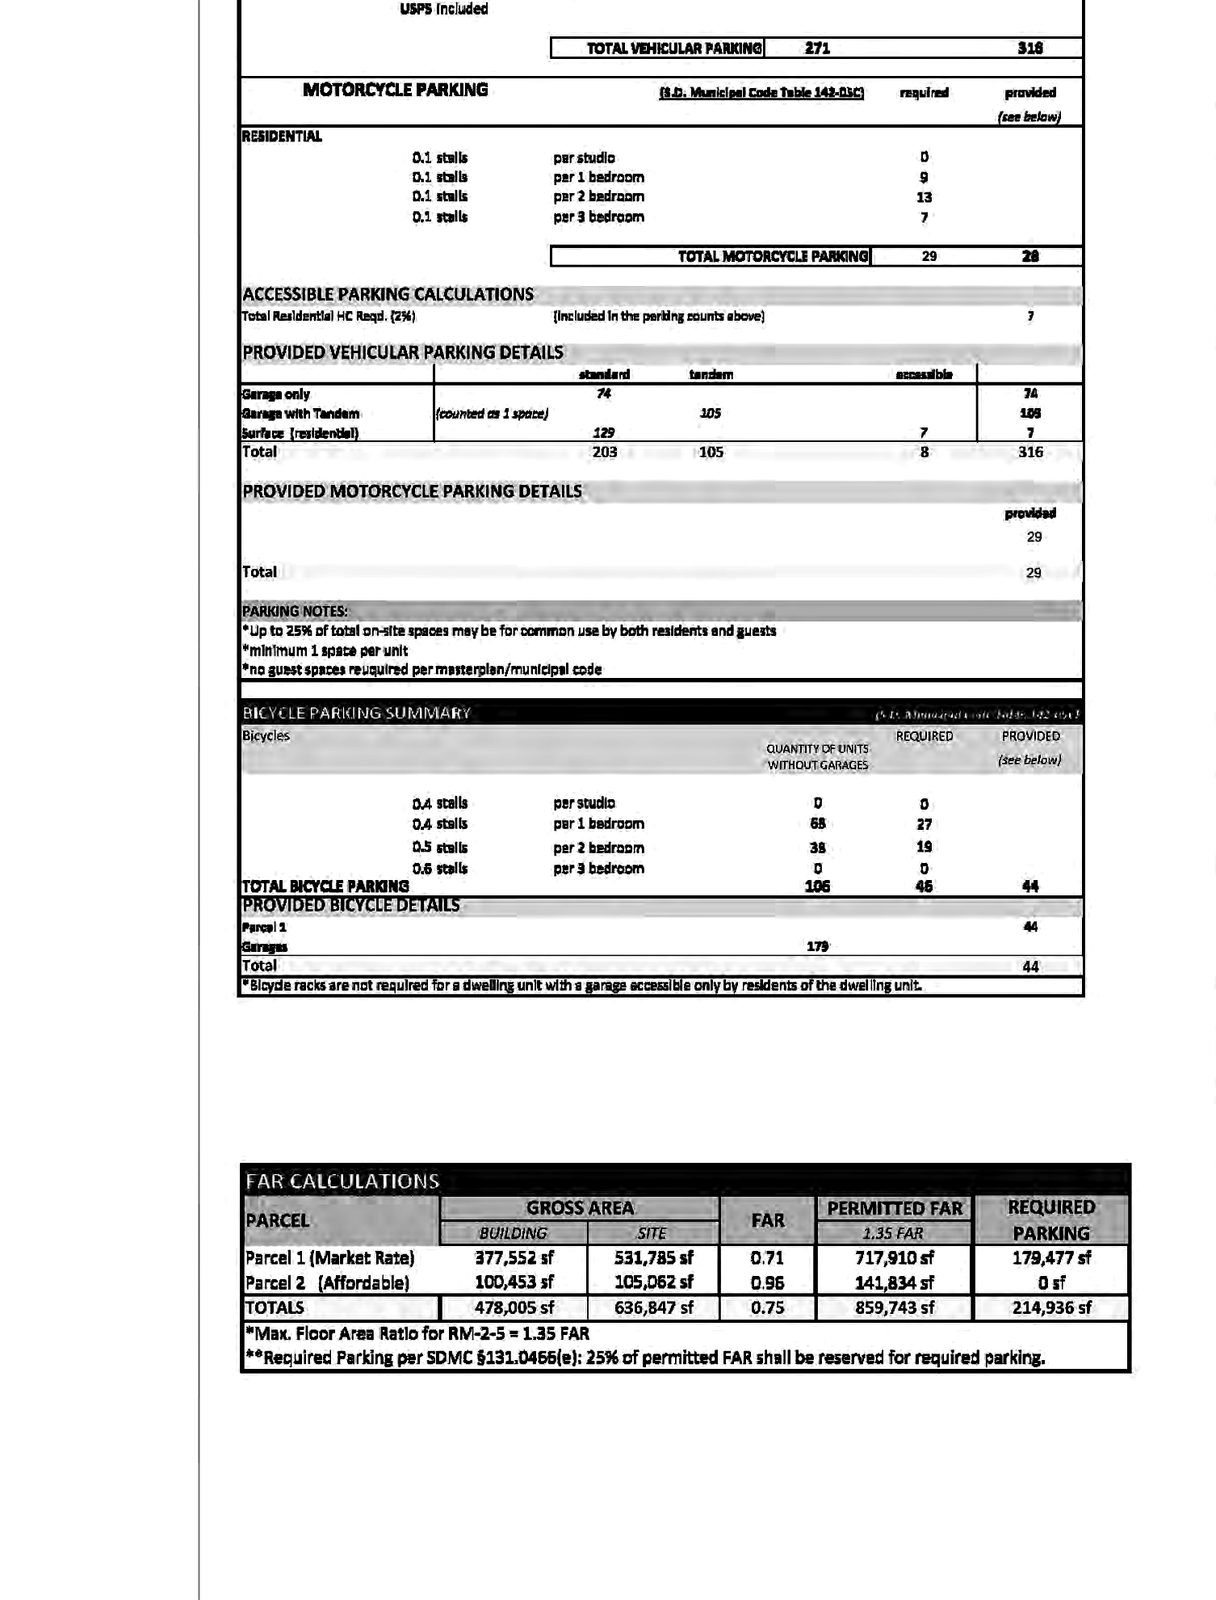 USPS included
TOTAL VEHICULAR PARKING 271 316
MOTORCYCLE PARKING (S.D. Municipal Code Table 142-05C) required provided
(see below)
RESIDENTIAL
0.1 stalls per studio 0
0.1 stalls per 1 bedroom 9
0.1 stalls per 2 bedroom 13
0.1 stalls per 3 bedroom 7
TOTAL MOTORCYCLE PARKING 29 28
ACCESSIBLE PARKING CALCULATIONS
Total Residential HC Reqd. (2%) (included in the parking counts above) 7
PROVIDED VEHICULAR PARKING DETAILS
standard tandem accessible
Garage only 74 74
Garage with Tandem (counted as 1 space) 105 105
Surface (residential) 129 7 7
Total 203 105 8 316
PROVIDED MOTORCYCLE PARKING DETAILS
provided
29
Total 29
PARKING NOTES:
*Up to 25% of total on-site spaces may be for common use by both residents and guests
*minimum 1 space per unit
*no guest spaces reuquired per masterplan/municipal code
BICYCLE PARKING SUMMARY (S.D. Municipal Code Table 142-05C)
Bicycles QUANTITY OF UNITS WITHOUT GARAGES REQUIRED PROVIDED
(see below)
0.4 stalls per studio 0 0
0.4 stalls per 1 bedroom 68 27
0.5 stalls per 2 bedroom 38 19
0.6 stalls per 3 bedroom 0 0
TOTAL BICYCLE PARKING 106 46 44
PROVIDED BICYCLE DETAILS
Parcel 1 44
Garages 179
Total 44
*Bicycle racks are not required for a dwelling unit with a garage accessible only by residents of the dwelling unit.
FAR CALCULATIONS
PARCEL GROSS AREA FAR PERMITTED FAR REQUIRED PARKING
BUILDING SITE 1.35 FAR
Parcel 1 (Market Rate) 377,552 sf 531,785 sf 0.71 717,910 sf 179,477 sf
Parcel 2 (Affordable) 100,453 sf 105,062 sf 0.96 141,834 sf 0 sf
TOTALS 478,005 sf 636,847 sf 0.75 859,743 sf 214,936 sf
*Max. Floor Area Ratio for RM-2-5 = 1.35 FAR
**Required Parking per SDMC §131.0466(e): 25% of permitted FAR shall be reserved for required parking.